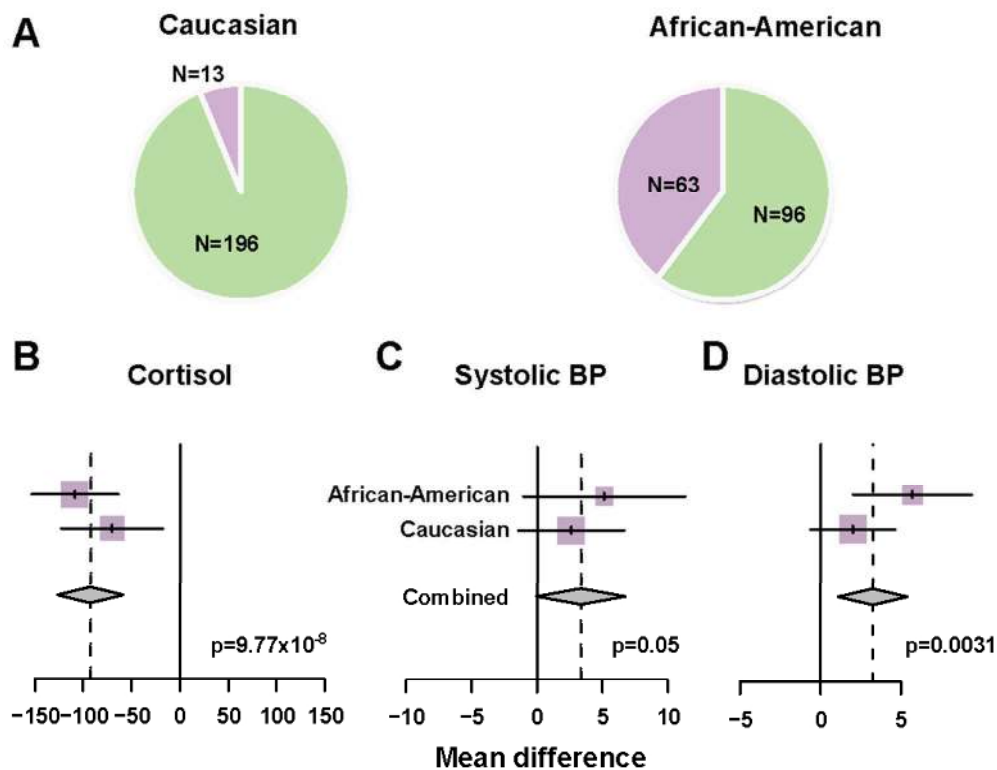 A
Caucasian
African-American
N=13
N=196
N=63
N=96
B
Cortisol
C
Systolic BP
D
Diastolic BP
African-American
Caucasian
Combined
p=9.77x10⁻⁸
p=0.05
p=0.0031
−150 −100 −50 0 50 100 150
−10 −5 0 5 10
−5 0 5
Mean difference